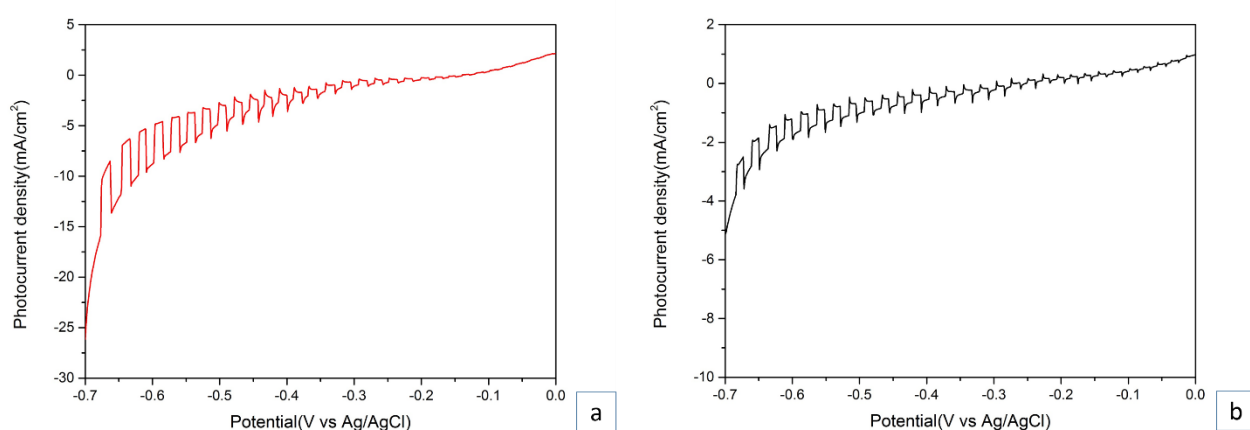 5
0
-5
-10
-15
-20
-25
-30
-0.7 -0.6 -0.5 -0.4 -0.3 -0.2 -0.1 0.0
Photocurrent density(mA/cm²)
Potential(V vs Ag/AgCl)
a
2
0
-2
-4
-6
-8
-10
-0.7 -0.6 -0.5 -0.4 -0.3 -0.2 -0.1 0.0
Photocurrent density(mA/cm²)
Potential(V vs Ag/AgCl)
b